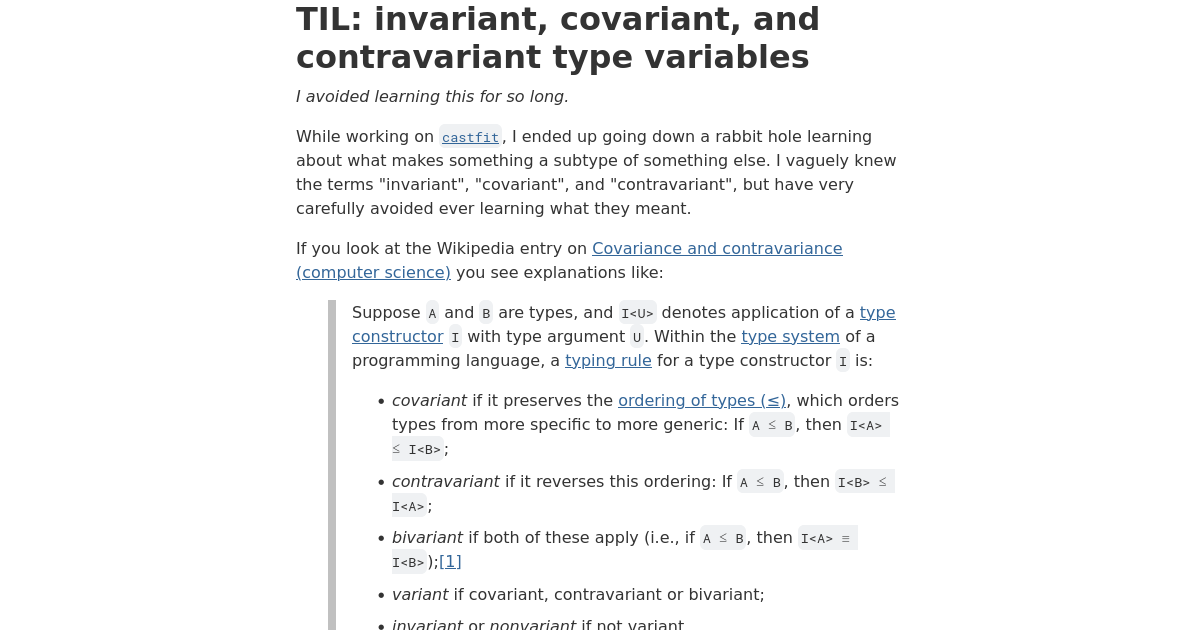 TIL: invariant, covariant, and
contravariant type variables
I avoided learning this for so long.
While working on castfit, I ended up going down a rabbit hole learning
about what makes something a subtype of something else. I vaguely knew
the terms "invariant", "covariant", and "contravariant", but have very
carefully avoided ever learning what they meant.
If you look at the Wikipedia entry on Covariance and contravariance
(computer science) you see explanations like:
Suppose A and B are types, and I<U> denotes application of a type
constructor I with type argument U. Within the type system of a
programming language, a typing rule for a type constructor I is:
• covariant if it preserves the ordering of types (≤), which orders
types from more specific to more generic: If A ≤ B, then I<A>
≤ I<B>;
• contravariant if it reverses this ordering: If A ≤ B, then I<B> ≤
I<A>;
• bivariant if both of these apply (i.e., if A ≤ B, then I<A> ≡
I<B>);[1]
• variant if covariant, contravariant or bivariant;
• invariant or nonvariant if not variant.